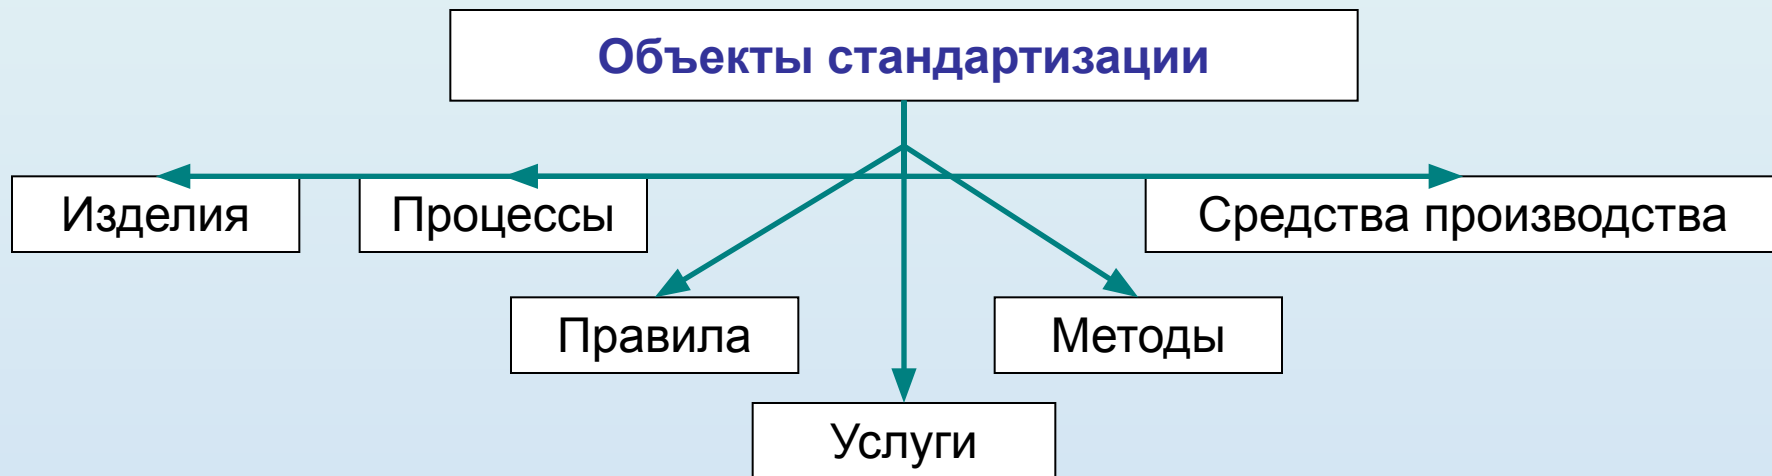 Объекты стандартизации
Изделия
Процессы
Средства производства
Правила
Методы
Услуги